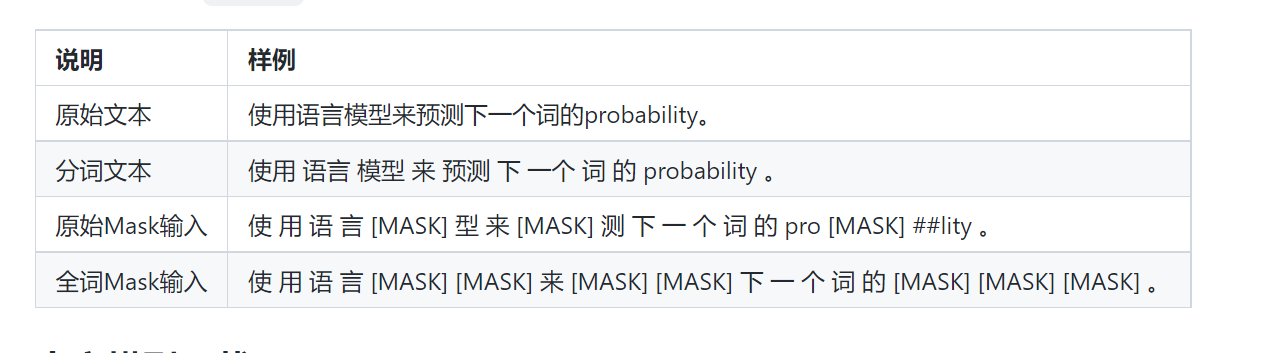 说明 样例
原始文本 使用语言模型来预测下一个词的probability。
分词文本 使用 语言 模型 来 预测 下 一个 词 的 probability 。
原始Mask输入 使 用 语 言 [MASK] 型 来 [MASK] 测 下 一 个 词 的 pro [MASK] ##lity 。
全词Mask输入 使 用 语 言 [MASK] [MASK] 来 [MASK] [MASK] 下 一 个 词 的 [MASK] [MASK] [MASK] 。